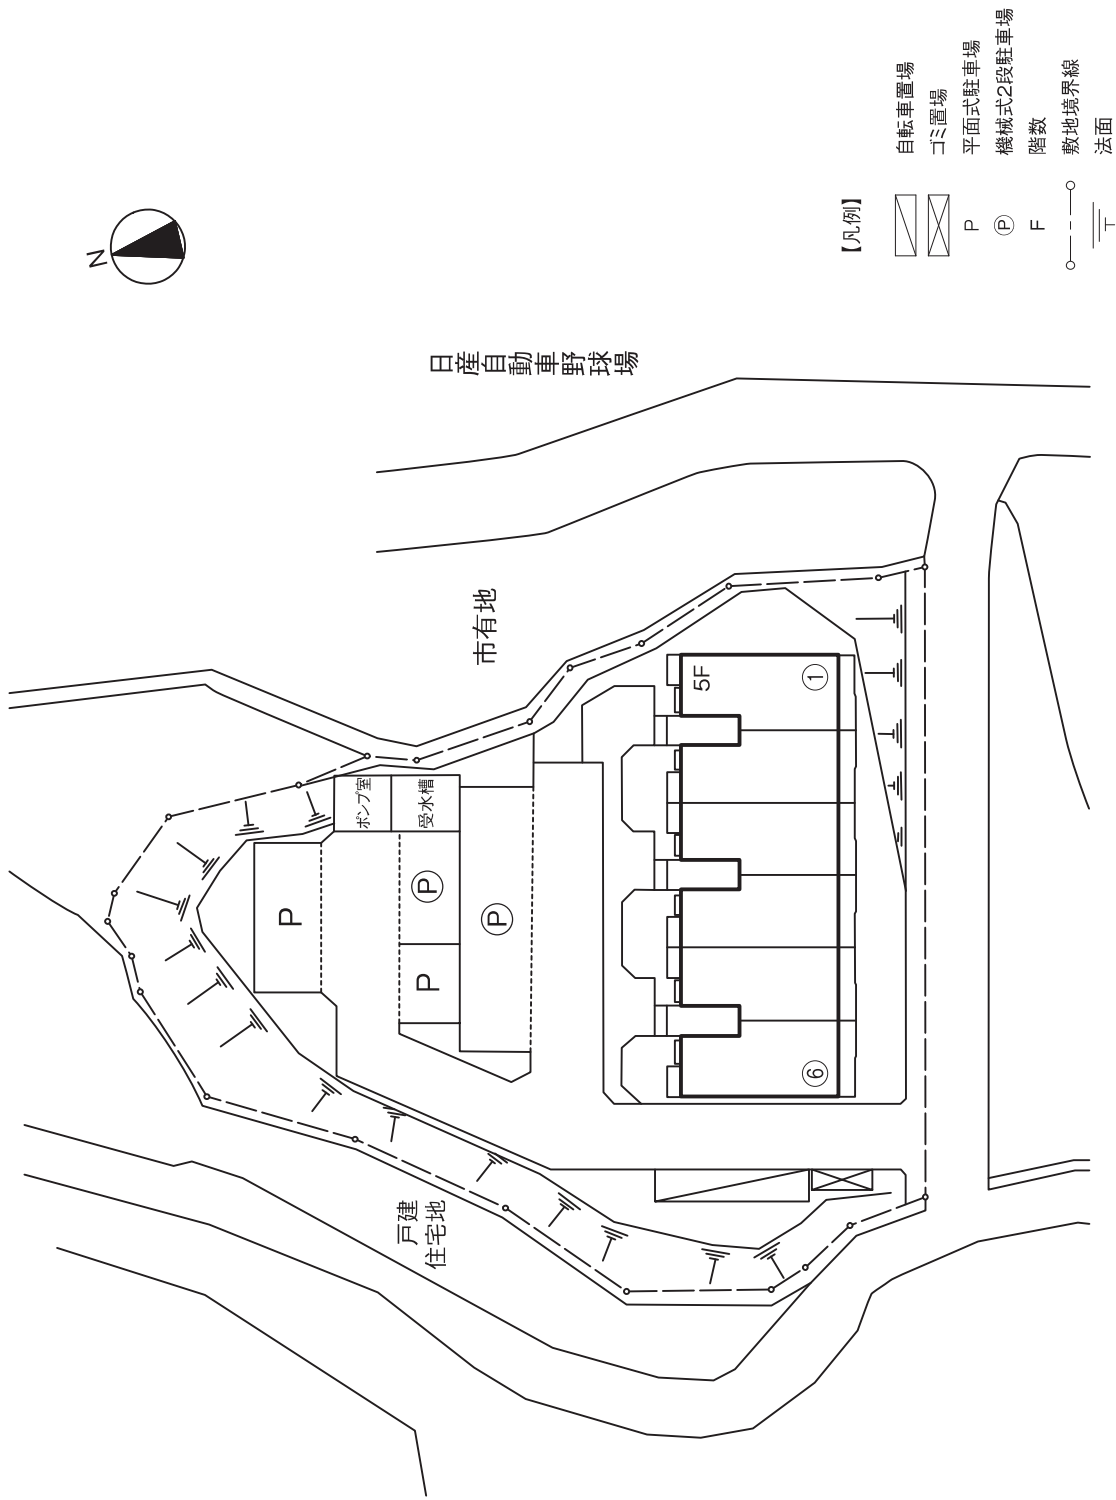 N
【凡例】
自転車置場
ゴミ置場
P 平面式駐車場
Ⓟ 機械式2段駐車場
F 階数
敷地境界線
法面
日産自動車野球場
市有地
ポンプ室
受水槽
P
Ⓟ
P
Ⓟ
5F
①
⑥
戸建
住宅地